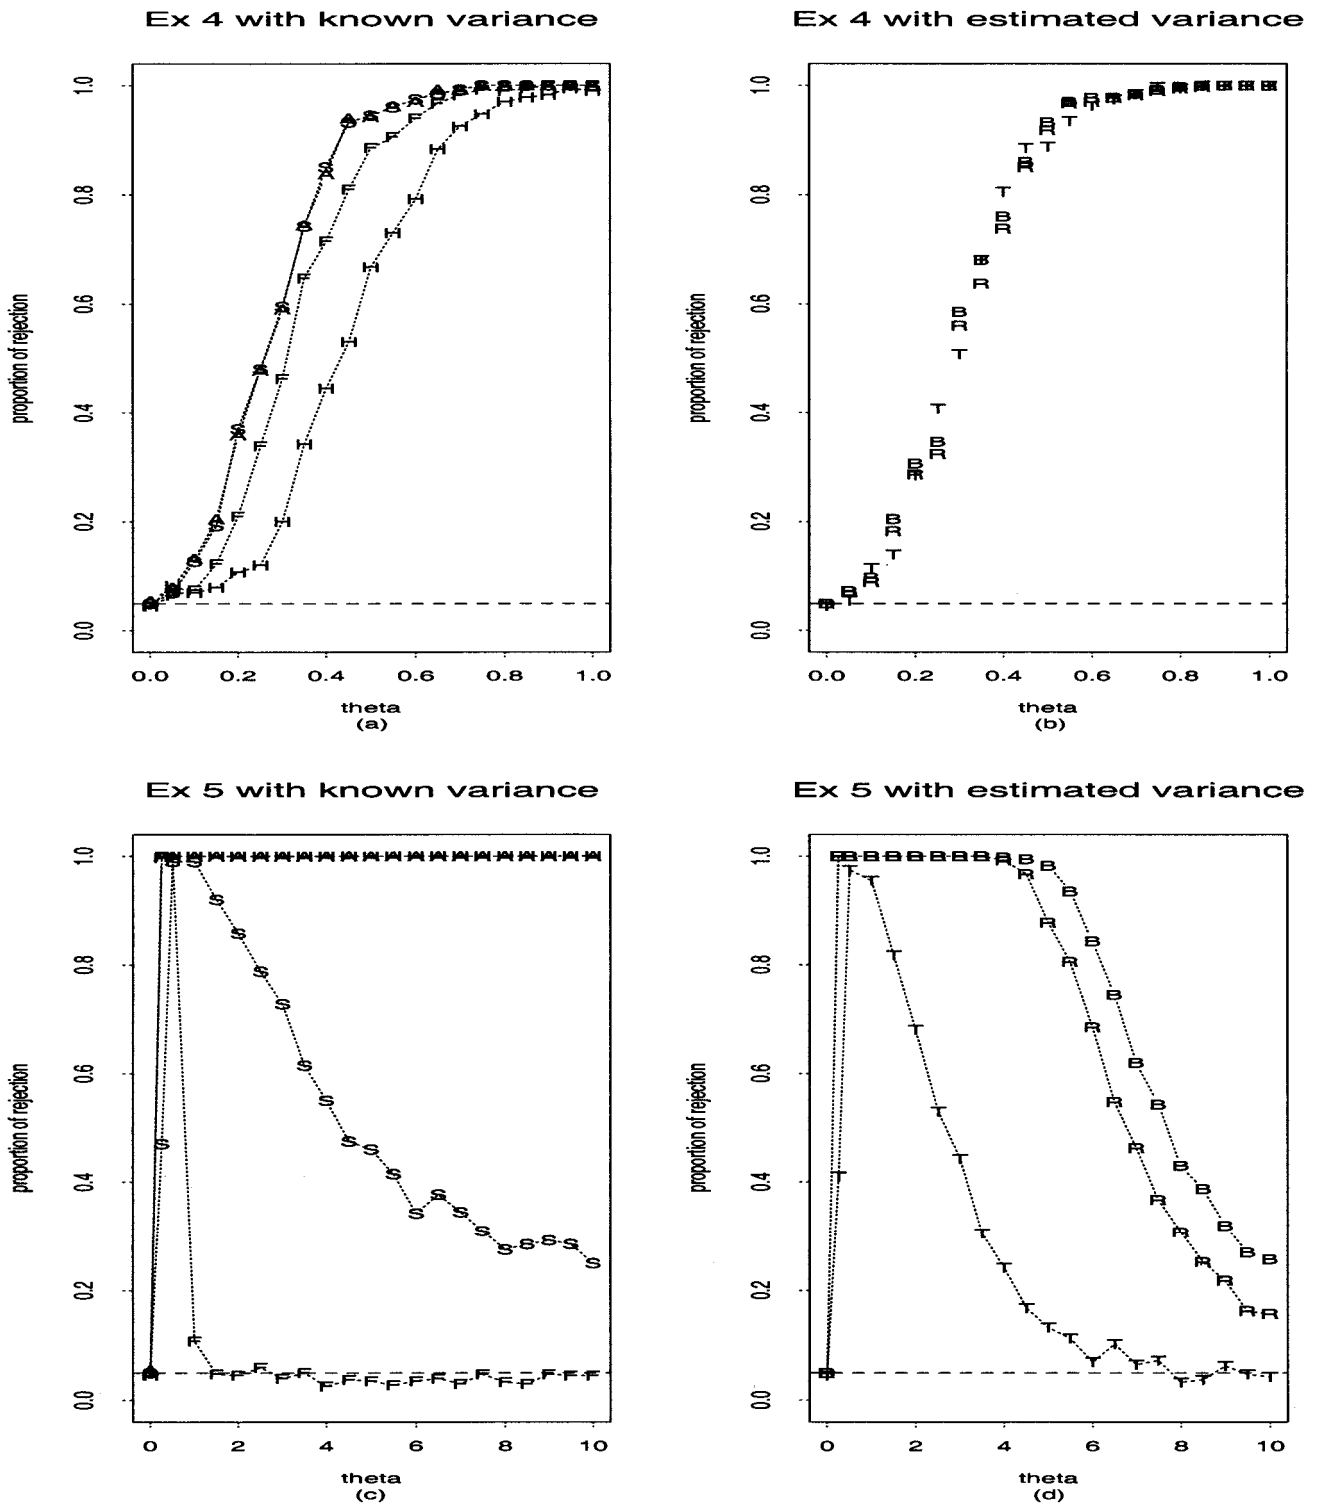 Ex 4 with known variance
proportion of rejection
1.0
0.8
0.6
0.4
0.2
0.0
0.0 0.2 0.4 0.6 0.8 1.0
theta
(a)
Ex 4 with estimated variance
proportion of rejection
1.0
0.8
0.6
0.4
0.2
0.0
0.0 0.2 0.4 0.6 0.8 1.0
theta
(b)
Ex 5 with known variance
proportion of rejection
1.0
0.8
0.6
0.4
0.2
0.0
0 2 4 6 8 10
theta
(c)
Ex 5 with estimated variance
proportion of rejection
1.0
0.8
0.6
0.4
0.2
0.0
0 2 4 6 8 10
theta
(d)